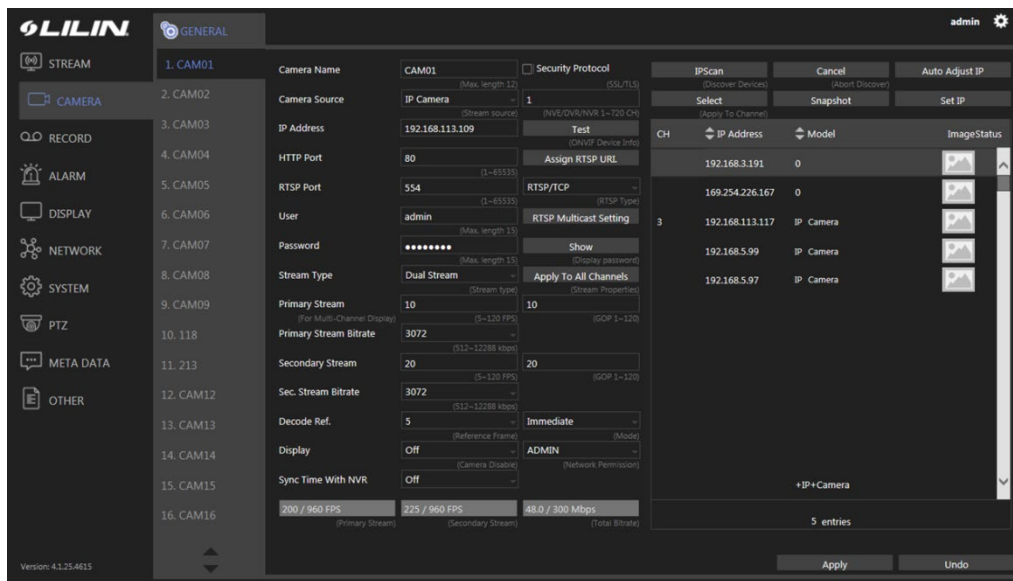 LILIN
GENERAL
admin
STREAM
CAMERA
RECORD
ALARM
DISPLAY
NETWORK
SYSTEM
PTZ
META DATA
OTHER
Version: 4.1.25.4615
1. CAM01
2. CAM02
3. CAM03
4. CAM04
5. CAM05
6. CAM06
7. CAM07
8. CAM08
9. CAM09
10. 118
11. 213
12. CAM12
13. CAM13
14. CAM14
15. CAM15
16. CAM16
Camera Name CAM01 Security Protocol
(Max. length 12) (SSL/TLS)
Camera Source IP Camera 1
(Stream source) (NVE/DVR/NVR 1~720 CH)
IP Address 192.168.113.109 Test
(ONVIF Device Info)
HTTP Port 80 Assign RTSP URL
(1~65535)
RTSP Port 554 RTSP/TCP
(1~65535) (RTSP Type)
User admin RTSP Multicast Setting
(Max. length 15)
Password ●●●●●●●● Show
(Max. length 15) (Display password)
Stream Type Dual Stream Apply To All Channels
(Stream type) (Stream Properties)
Primary Stream 10 10
(For Multi-Channel Display) (5~120 FPS) (GOP 1~120)
Primary Stream Bitrate 3072
(512~12288 kbps)
Secondary Stream 20 20
(5~120 FPS) (GOP 1~120)
Sec. Stream Bitrate 3072
(512~12288 kbps)
Decode Ref. 5 Immediate
(Reference Frame) (Mode)
Display Off ADMIN
(Camera Disable) (Network Permission)
Sync Time With NVR Off
200 / 960 FPS 225 / 960 FPS 48.0 / 300 Mbps
(Primary Stream) (Secondary Stream) (Total Bitrate)
IPScan Cancel Auto Adjust IP
(Discover Devices) (Abort Discover)
Select Snapshot Set IP
(Apply To Channel)
CH IP Address Model ImageStatus
192.168.3.191 0
169.254.226.167 0
3 192.168.113.117 IP Camera
192.168.5.99 IP Camera
192.168.5.97 IP Camera
+IP+Camera
5 entries
Apply Undo